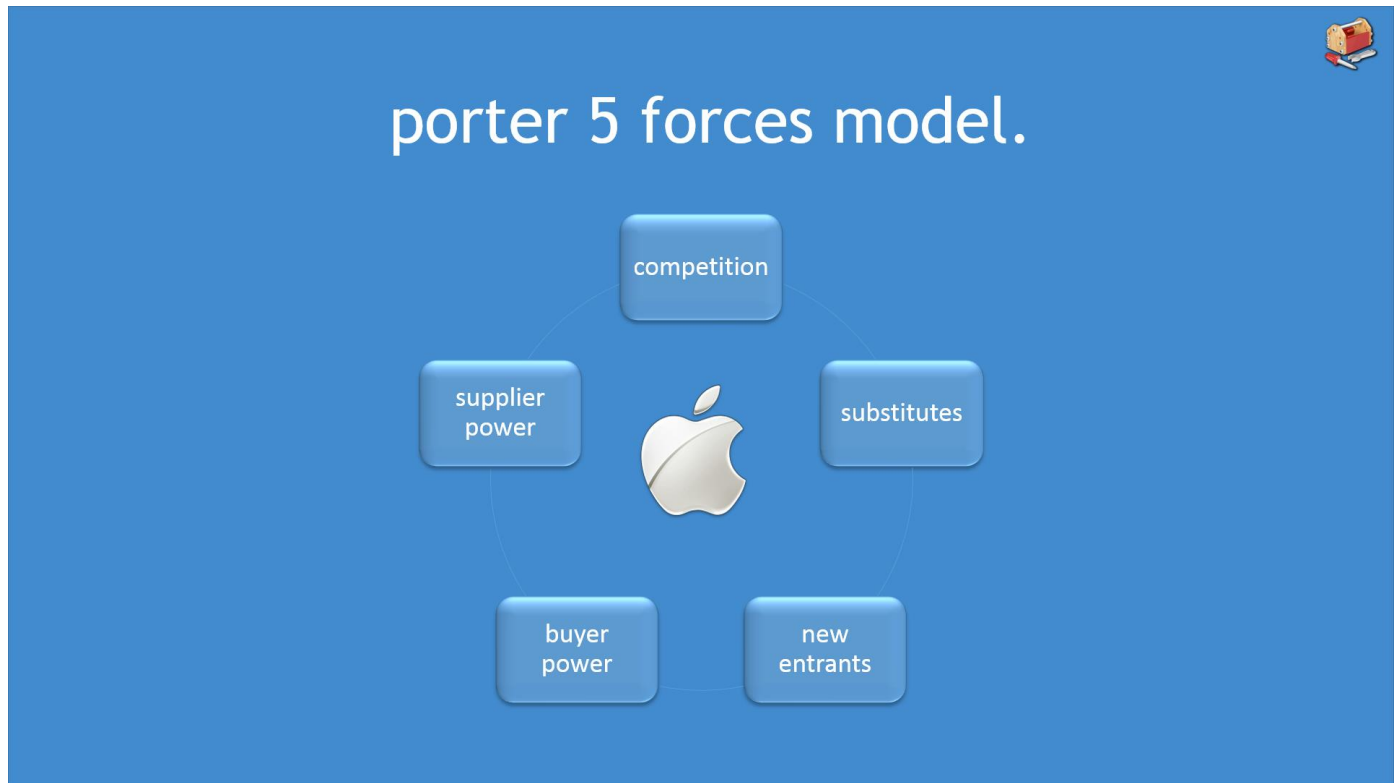 porter 5 forces model.
competition
supplier
power
substitutes
buyer
power
new
entrants